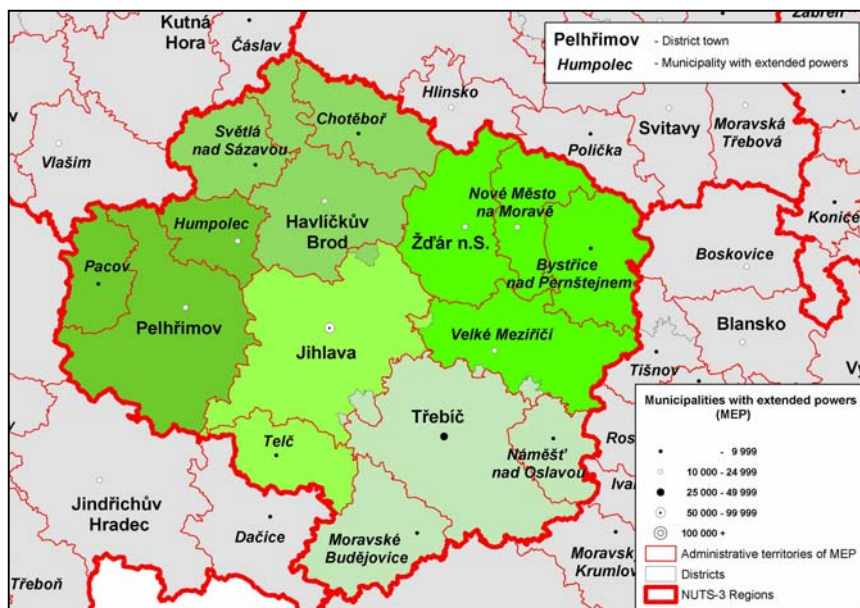 Kutná
Hora
Čáslav
Zábřeh
Pelhřimov - District town
Humpolec - Municipality with extended powers
Hlinsko
Chotěboř
Světlá
nad Sázavou
Vlašim
Polička
Svitavy
Moravská
Třebová
Nové Město
na Moravě
Humpolec
Havlíčkův
Brod
Žďár n.S.
Konice
Pacov
Bystřice
nad Pernštejnem
Boskovice
Pelhřimov
Blansko
Jihlava
Velké Meziříčí
Tišnov
Vy
Třebíč
Telč
Náměšť
nad Oslavou
Ros
Ivan
Jindřichův
Hradec
Dačice
Moravské
Budějovice
Moravsk
Krumlov
Třeboň
Municipalities with extended powers
(MEP)
- 9 999
10 000 - 24 999
25 000 - 49 999
50 000 - 99 999
100 000 +
Administrative territories of MEP
Districts
NUTS-3 Regions